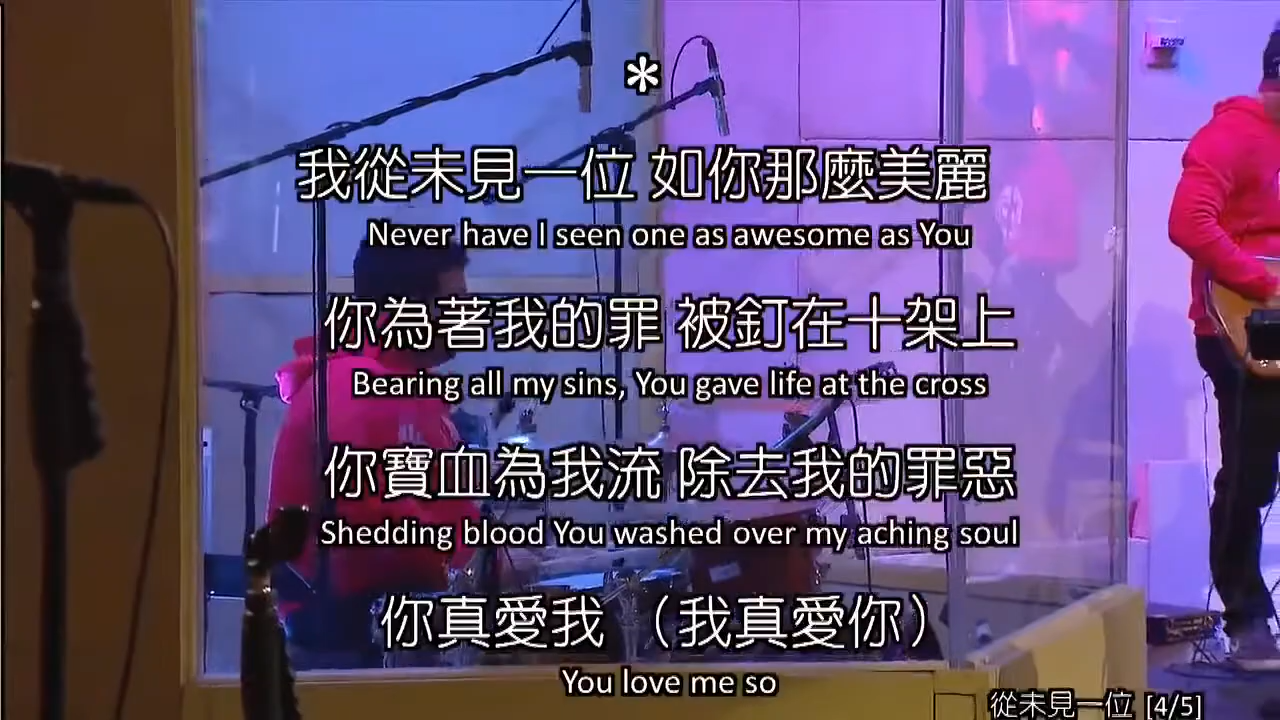 *
我從未見一位 如你那麼美麗
Never have I seen one as awesome as You
你為著我的罪 被釘在十架上
Bearing all my sins, You gave life at the cross
你寶血為我流 除去我的罪惡
Shedding blood You washed over my aching soul
你真愛我 （我真愛你）
You love me so
從未見一位 [4/5]